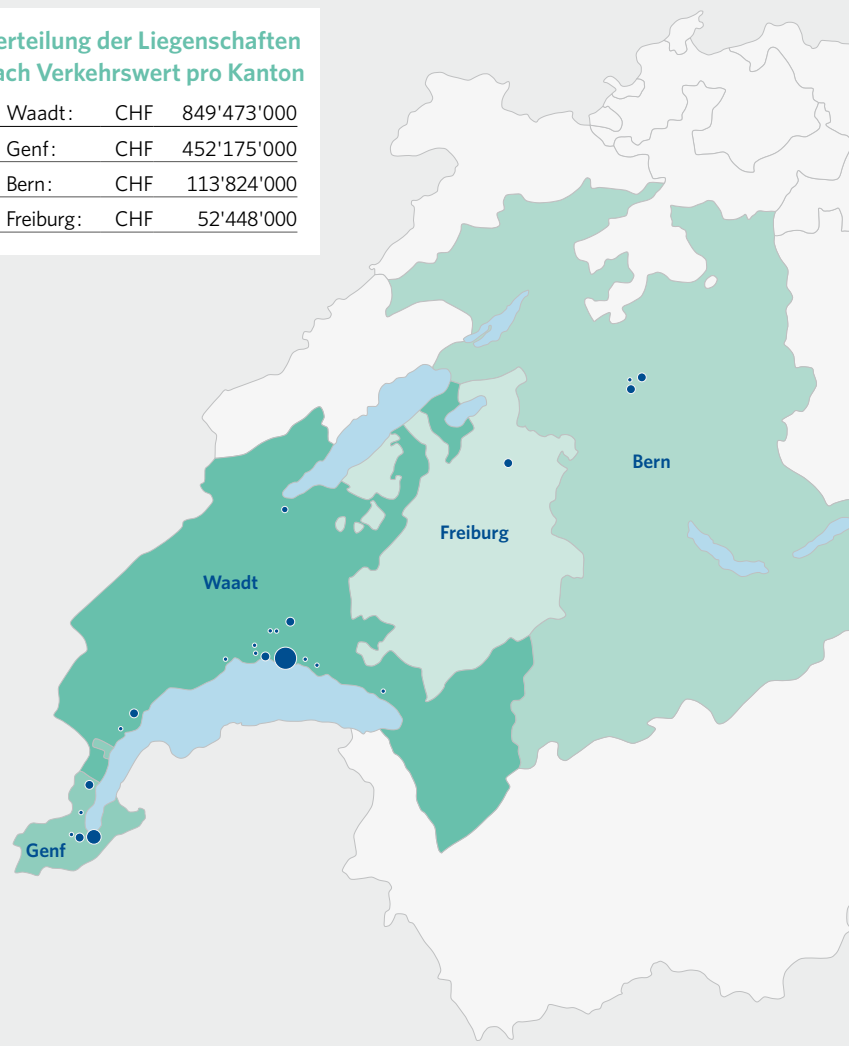 erteilung der Liegenschaften
ach Verkehrswert pro Kanton
Waadt: CHF 849'473'000
Genf: CHF 452'175'000
Bern: CHF 113'824'000
Freiburg: CHF 52'448'000
Bern
Freiburg
Waadt
Genf